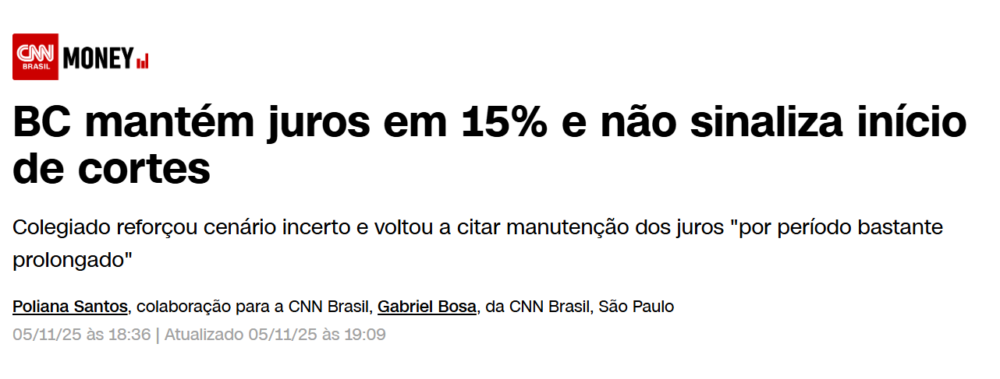 CNN BRASIL MONEY
BC mantém juros em 15% e não sinaliza início
de cortes
Colegiado reforçou cenário incerto e voltou a citar manutenção dos juros "por período bastante
prolongado"
Poliana Santos, colaboração para a CNN Brasil, Gabriel Bosa, da CNN Brasil, São Paulo
05/11/25 às 18:36 | Atualizado 05/11/25 às 19:09